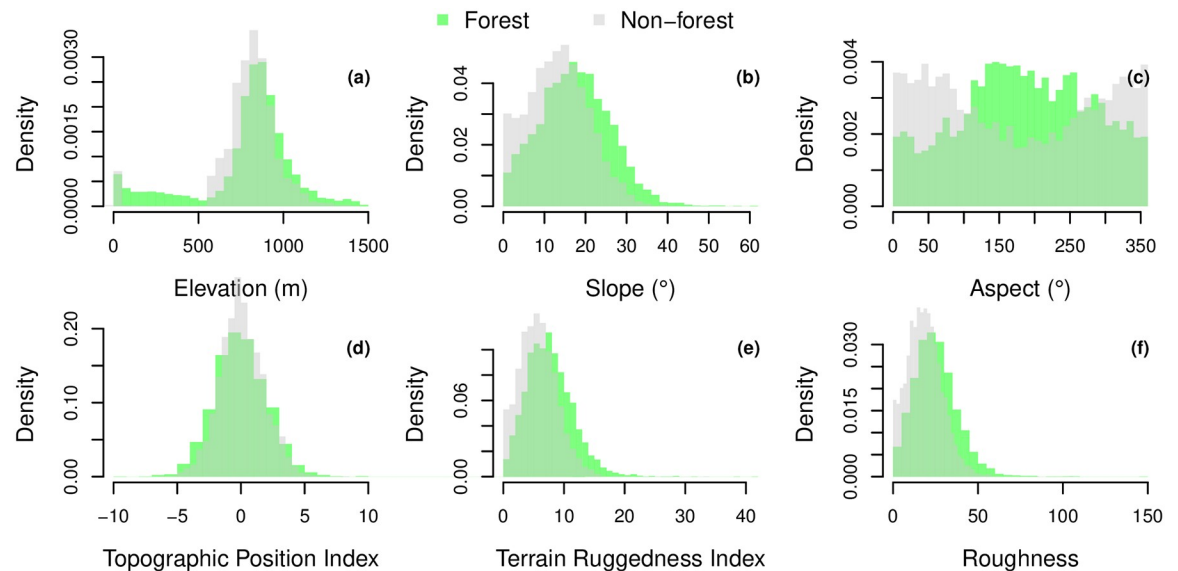 Forest Non−forest
Density
0.0000 0.0015 0.0030
(a)
0 500 1000 1500
Elevation (m)
Density
0.00 0.02 0.04
(b)
0 10 20 30 40 50 60
Slope (°)
Density
0.000 0.002 0.004
(c)
0 50 150 250 350
Aspect (°)
Density
0.00 0.10 0.20
(d)
−10 −5 0 5 10
Topographic Position Index
Density
0.00 0.06
(e)
0 10 20 30 40
Terrain Ruggedness Index
Density
0.000 0.015 0.030
(f)
0 50 100 150
Roughness